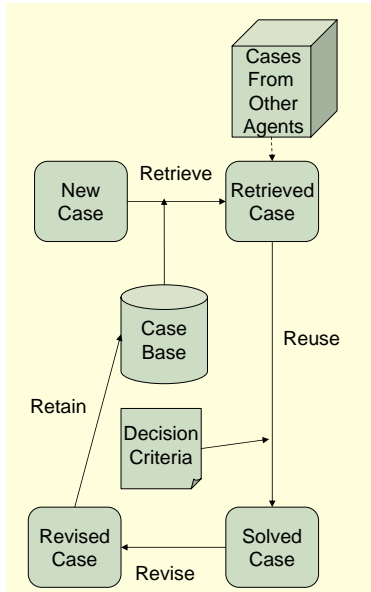 Cases
From
Other
Agents
Retrieve
New
Case
Retrieved
Case
Case
Base
Reuse
Retain
Decision
Criteria
Revised
Case
Solved
Case
Revise